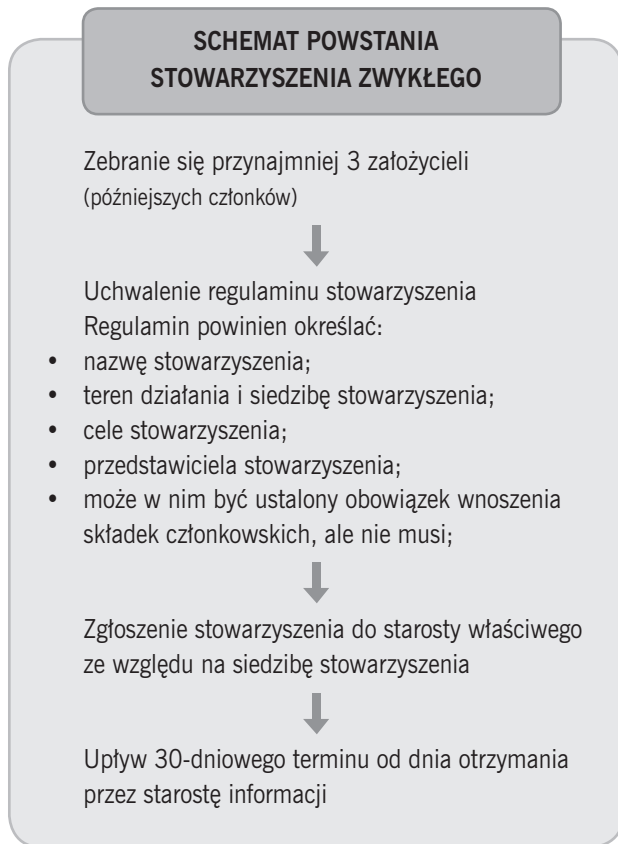 SCHEMAT POWSTANIA
STOWARZYSZENIA ZWYKŁEGO
Zebranie się przynajmniej 3 założycieli
(późniejszych członków)
Uchwalenie regulaminu stowarzyszenia
Regulamin powinien określać:
• nazwę stowarzyszenia;
• teren działania i siedzibę stowarzyszenia;
• cele stowarzyszenia;
• przedstawiciela stowarzyszenia;
• może w nim być ustalony obowiązek wnoszenia
składek członkowskich, ale nie musi;
Zgłoszenie stowarzyszenia do starosty właściwego
ze względu na siedzibę stowarzyszenia
Upływ 30-dniowego terminu od dnia otrzymania
przez starostę informacji